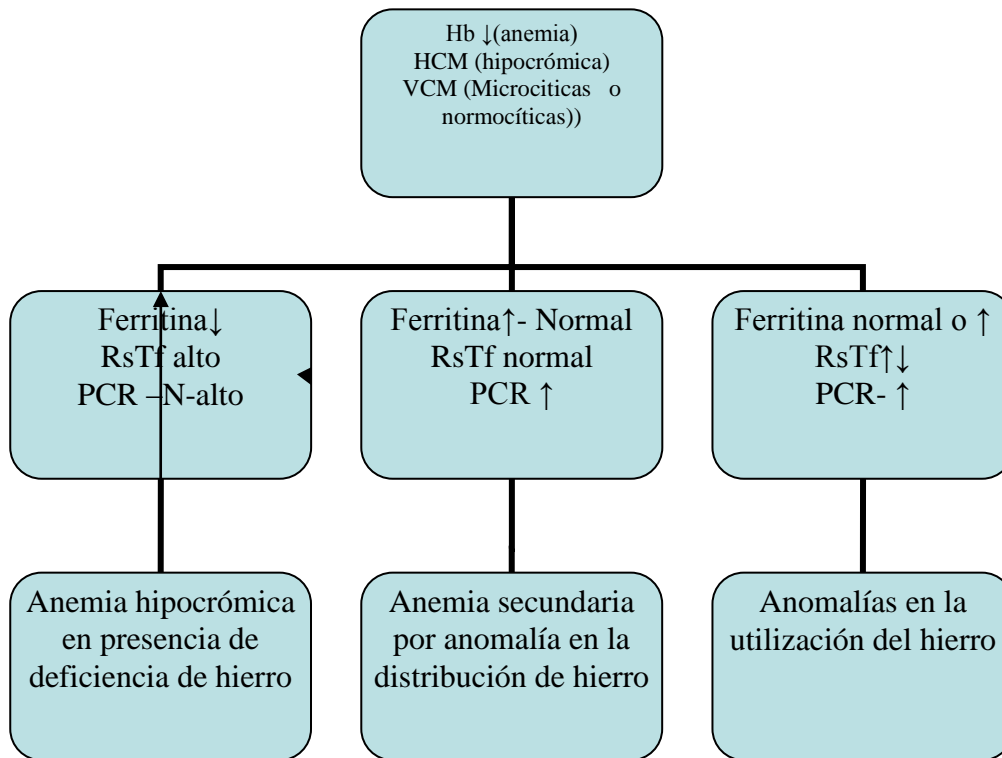 Hb ↓(anemia)
HCM (hipocrómica)
VCM (Microciticas o
normocíticas))
Ferritina↓
RsTf alto
PCR –N-alto
Ferritina↑- Normal
RsTf normal
PCR ↑
Ferritina normal o ↑
RsTf↑↓
PCR- ↑
Anemia hipocrómica
en presencia de
deficiencia de hierro
Anemia secundaria
por anomalía en la
distribución de hierro
Anomalías en la
utilización del hierro